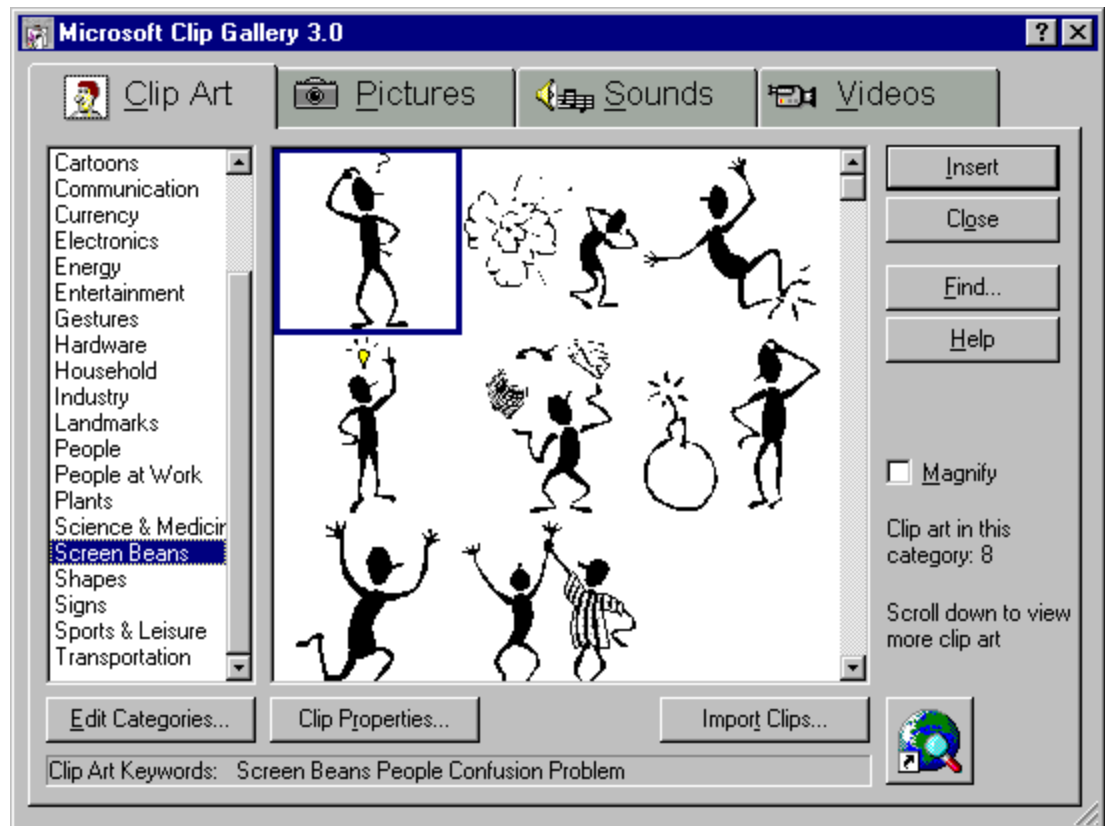 Microsoft Clip Gallery 3.0
Clip Art
Pictures
Sounds
Videos
Cartoons
Communication
Currency
Electronics
Energy
Entertainment
Gestures
Hardware
Household
Industry
Landmarks
People
People at Work
Plants
Science & Medicin
Screen Beans
Shapes
Signs
Sports & Leisure
Transportation
?
Insert
Close
Find...
Help
Magnify
Clip art in this
category: 8
Scroll down to view
more clip art
Edit Categories...
Clip Properties...
Import Clips...
Clip Art Keywords: Screen Beans People Confusion Problem